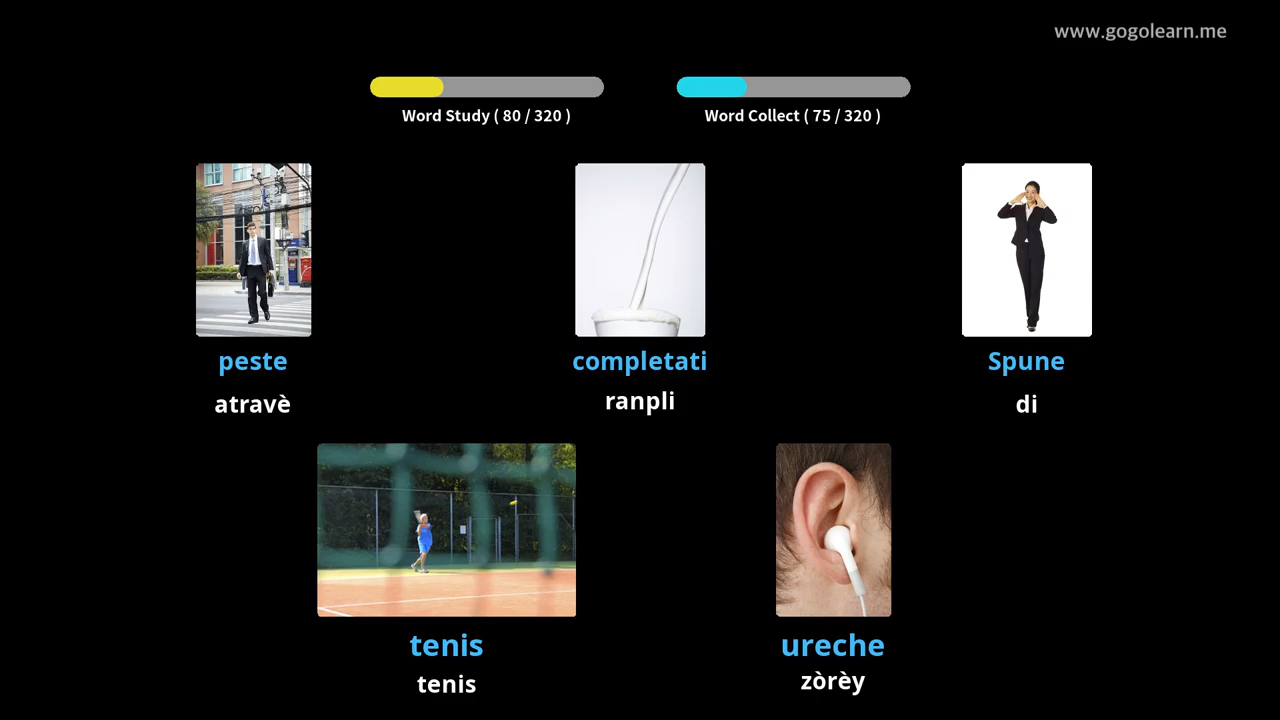 www.gogolearn.me
Word Study ( 80 / 320 )
Word Collect ( 75 / 320 )
peste
atravè
completati
ranpli
Spune
di
tenis
tenis
ureche
zòrèy